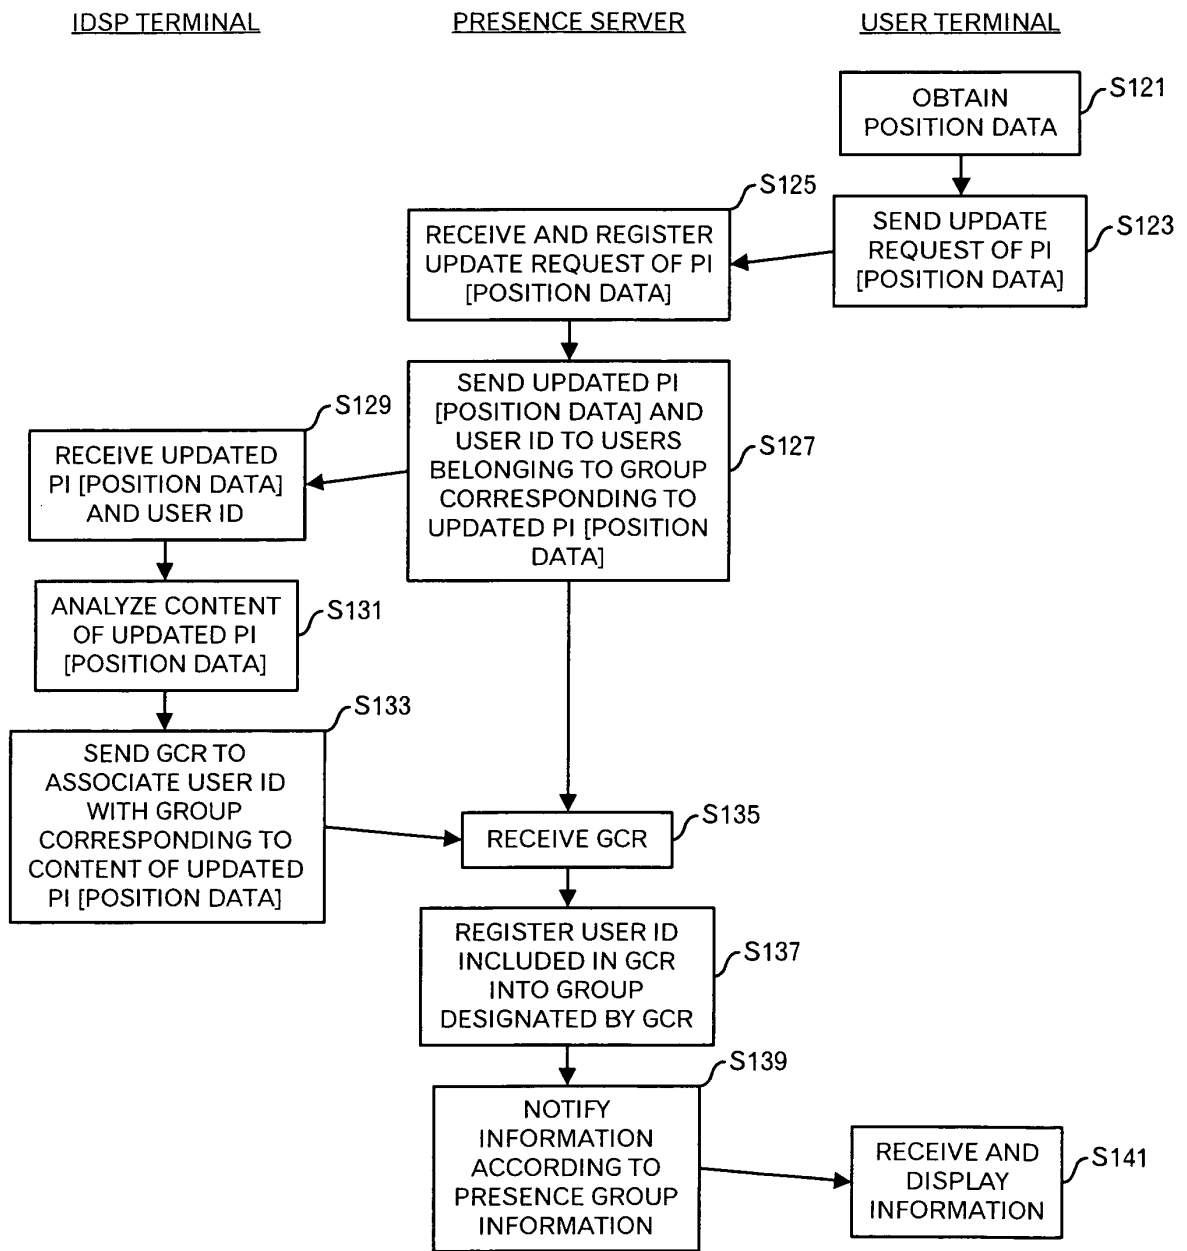 IDSP TERMINAL
PRESENCE SERVER
USER TERMINAL
OBTAIN
POSITION DATA
S121
SEND UPDATE
REQUEST OF PI
[POSITION DATA]
S123
S125
RECEIVE AND REGISTER
UPDATE REQUEST OF PI
[POSITION DATA]
SEND UPDATED PI
[POSITION DATA] AND
USER ID TO USERS
BELONGING TO GROUP
CORRESPONDING TO
UPDATED PI [POSITION
DATA]
S127
S129
RECEIVE UPDATED
PI [POSITION DATA]
AND USER ID
ANALYZE CONTENT
OF UPDATED PI
[POSITION DATA]
S131
S133
SEND GCR TO
ASSOCIATE USER ID
WITH GROUP
CORRESPONDING TO
CONTENT OF UPDATED
PI [POSITION DATA]
RECEIVE GCR
S135
REGISTER USER ID
INCLUDED IN GCR
INTO GROUP
DESIGNATED BY GCR
S137
S139
NOTIFY
INFORMATION
ACCORDING TO
PRESENCE GROUP
INFORMATION
RECEIVE AND
DISPLAY
INFORMATION
S141